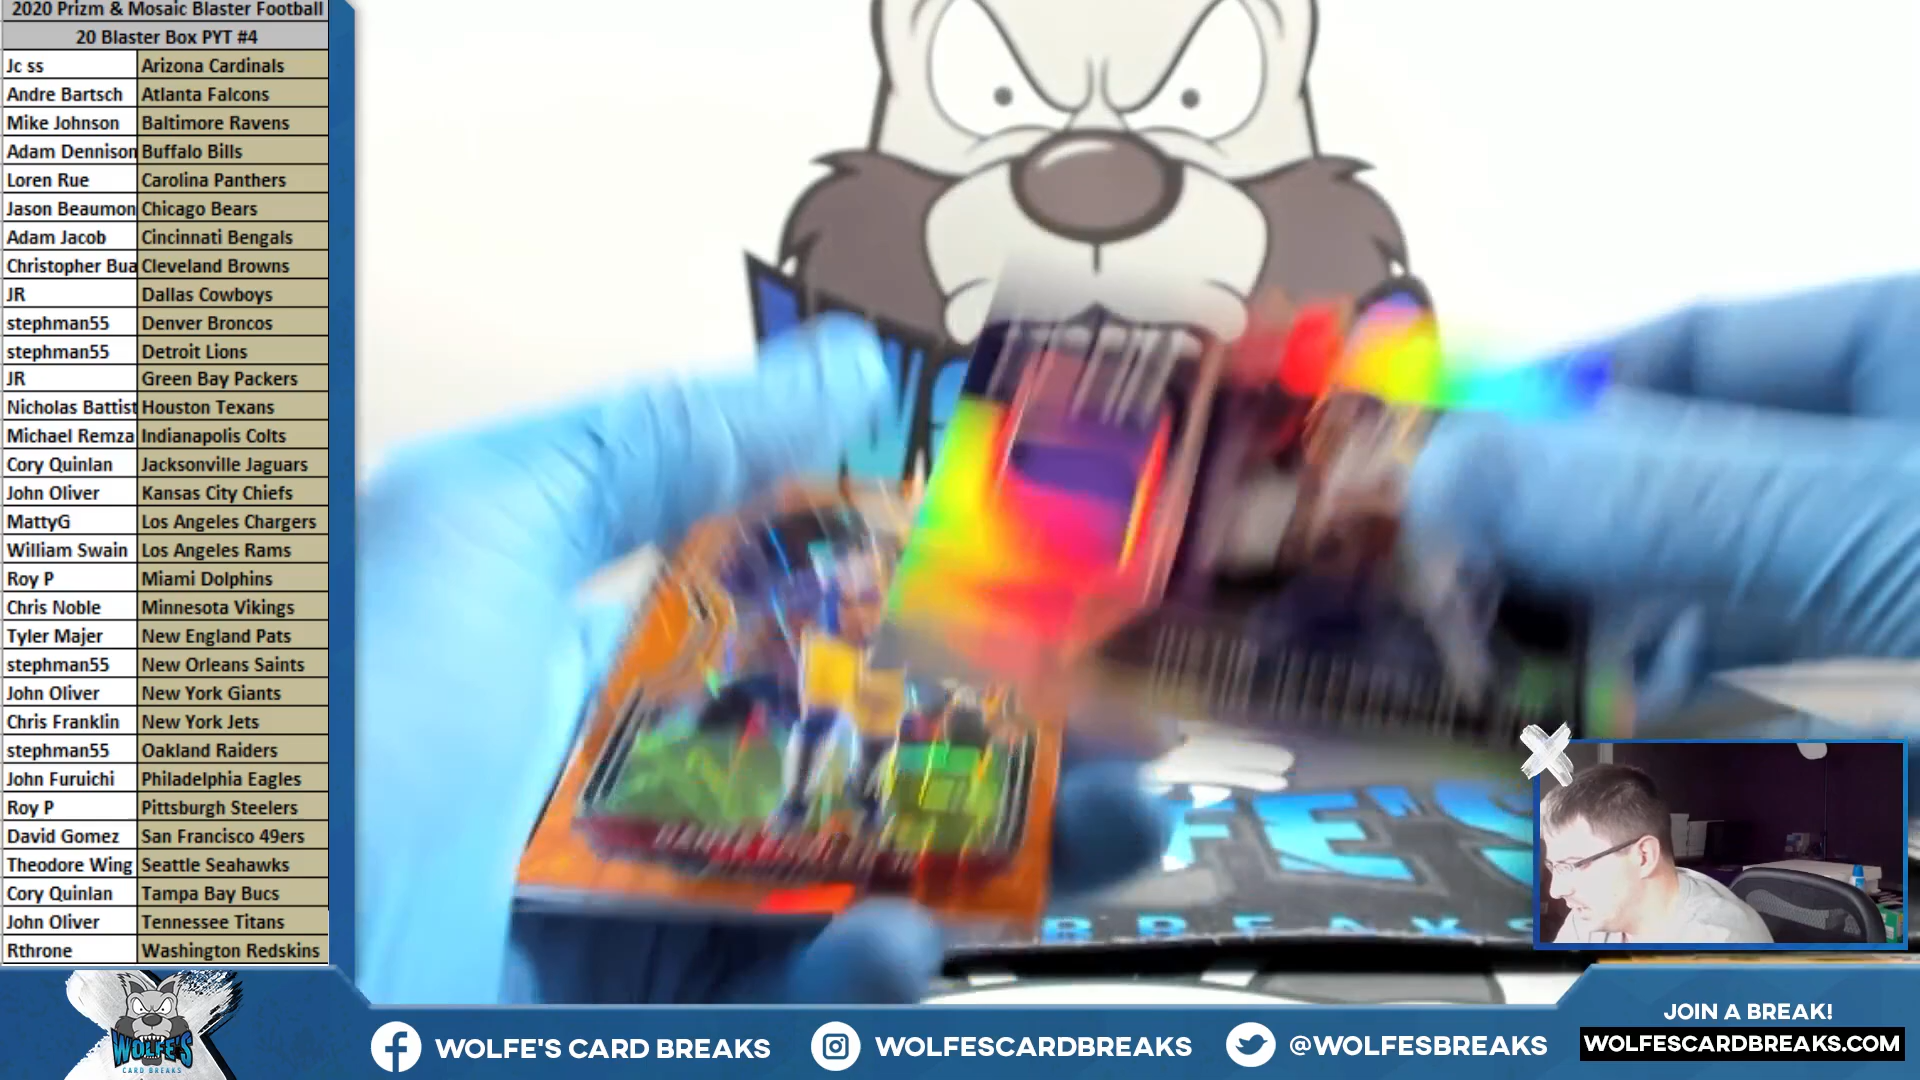 2020 Prizm & Mosaic Blaster Football
20 Blaster Box PYT #4
Jc ss Arizona Cardinals
Andre Bartsch Atlanta Falcons
Mike Johnson Baltimore Ravens
Adam Dennison Buffalo Bills
Loren Rue Carolina Panthers
Jason Beaumon Chicago Bears
Adam Jacob Cincinnati Bengals
Christopher Bua Cleveland Browns
JR Dallas Cowboys
stephman55 Denver Broncos
stephman55 Detroit Lions
JR Green Bay Packers
Nicholas Battist Houston Texans
Michael Remza Indianapolis Colts
Cory Quinlan Jacksonville Jaguars
John Oliver Kansas City Chiefs
MattyG Los Angeles Chargers
William Swain Los Angeles Rams
Roy P Miami Dolphins
Chris Noble Minnesota Vikings
Tyler Majer New England Pats
stephman55 New Orleans Saints
John Oliver New York Giants
Chris Franklin New York Jets
stephman55 Oakland Raiders
John Furuichi Philadelphia Eagles
Roy P Pittsburgh Steelers
David Gomez San Francisco 49ers
Theodore Wing Seattle Seahawks
Cory Quinlan Tampa Bay Bucs
John Oliver Tennessee Titans
Rthrone Washington Redskins
FE'S
BREAKS
WOLFE'S
CARD BREAKS
WOLFE'S CARD BREAKS
WOLFESCARDBREAKS
@WOLFESBREAKS
JOIN A BREAK!
WOLFESCARDBREAKS.COM